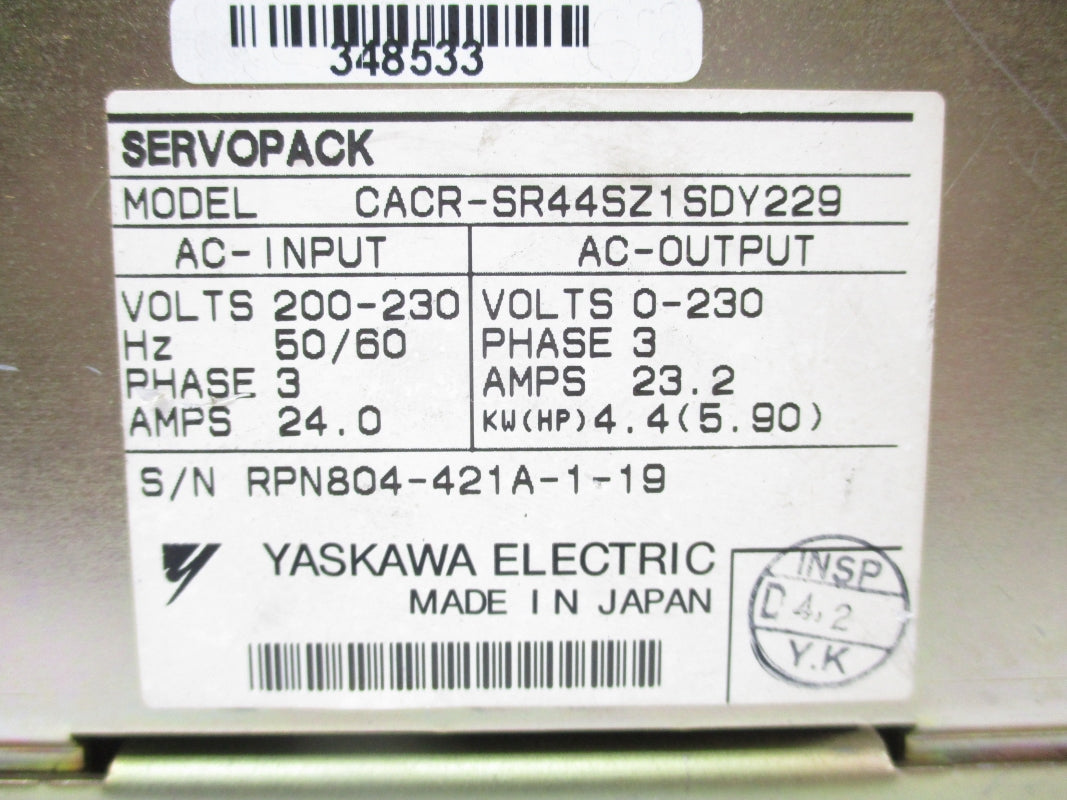 348533
SERVOPACK
MODEL CACR-SR44SZ1SDY229
AC-INPUT AC-OUTPUT
VOLTS 200-230 VOLTS 0-230
Hz 50/60 PHASE 3
PHASE 3 AMPS 23.2
AMPS 24.0 KW(HP)4.4(5.90)
S/N RPN804-421A-1-19
YASKAWA ELECTRIC
MADE IN JAPAN
INSP
D 4.2
Y.K